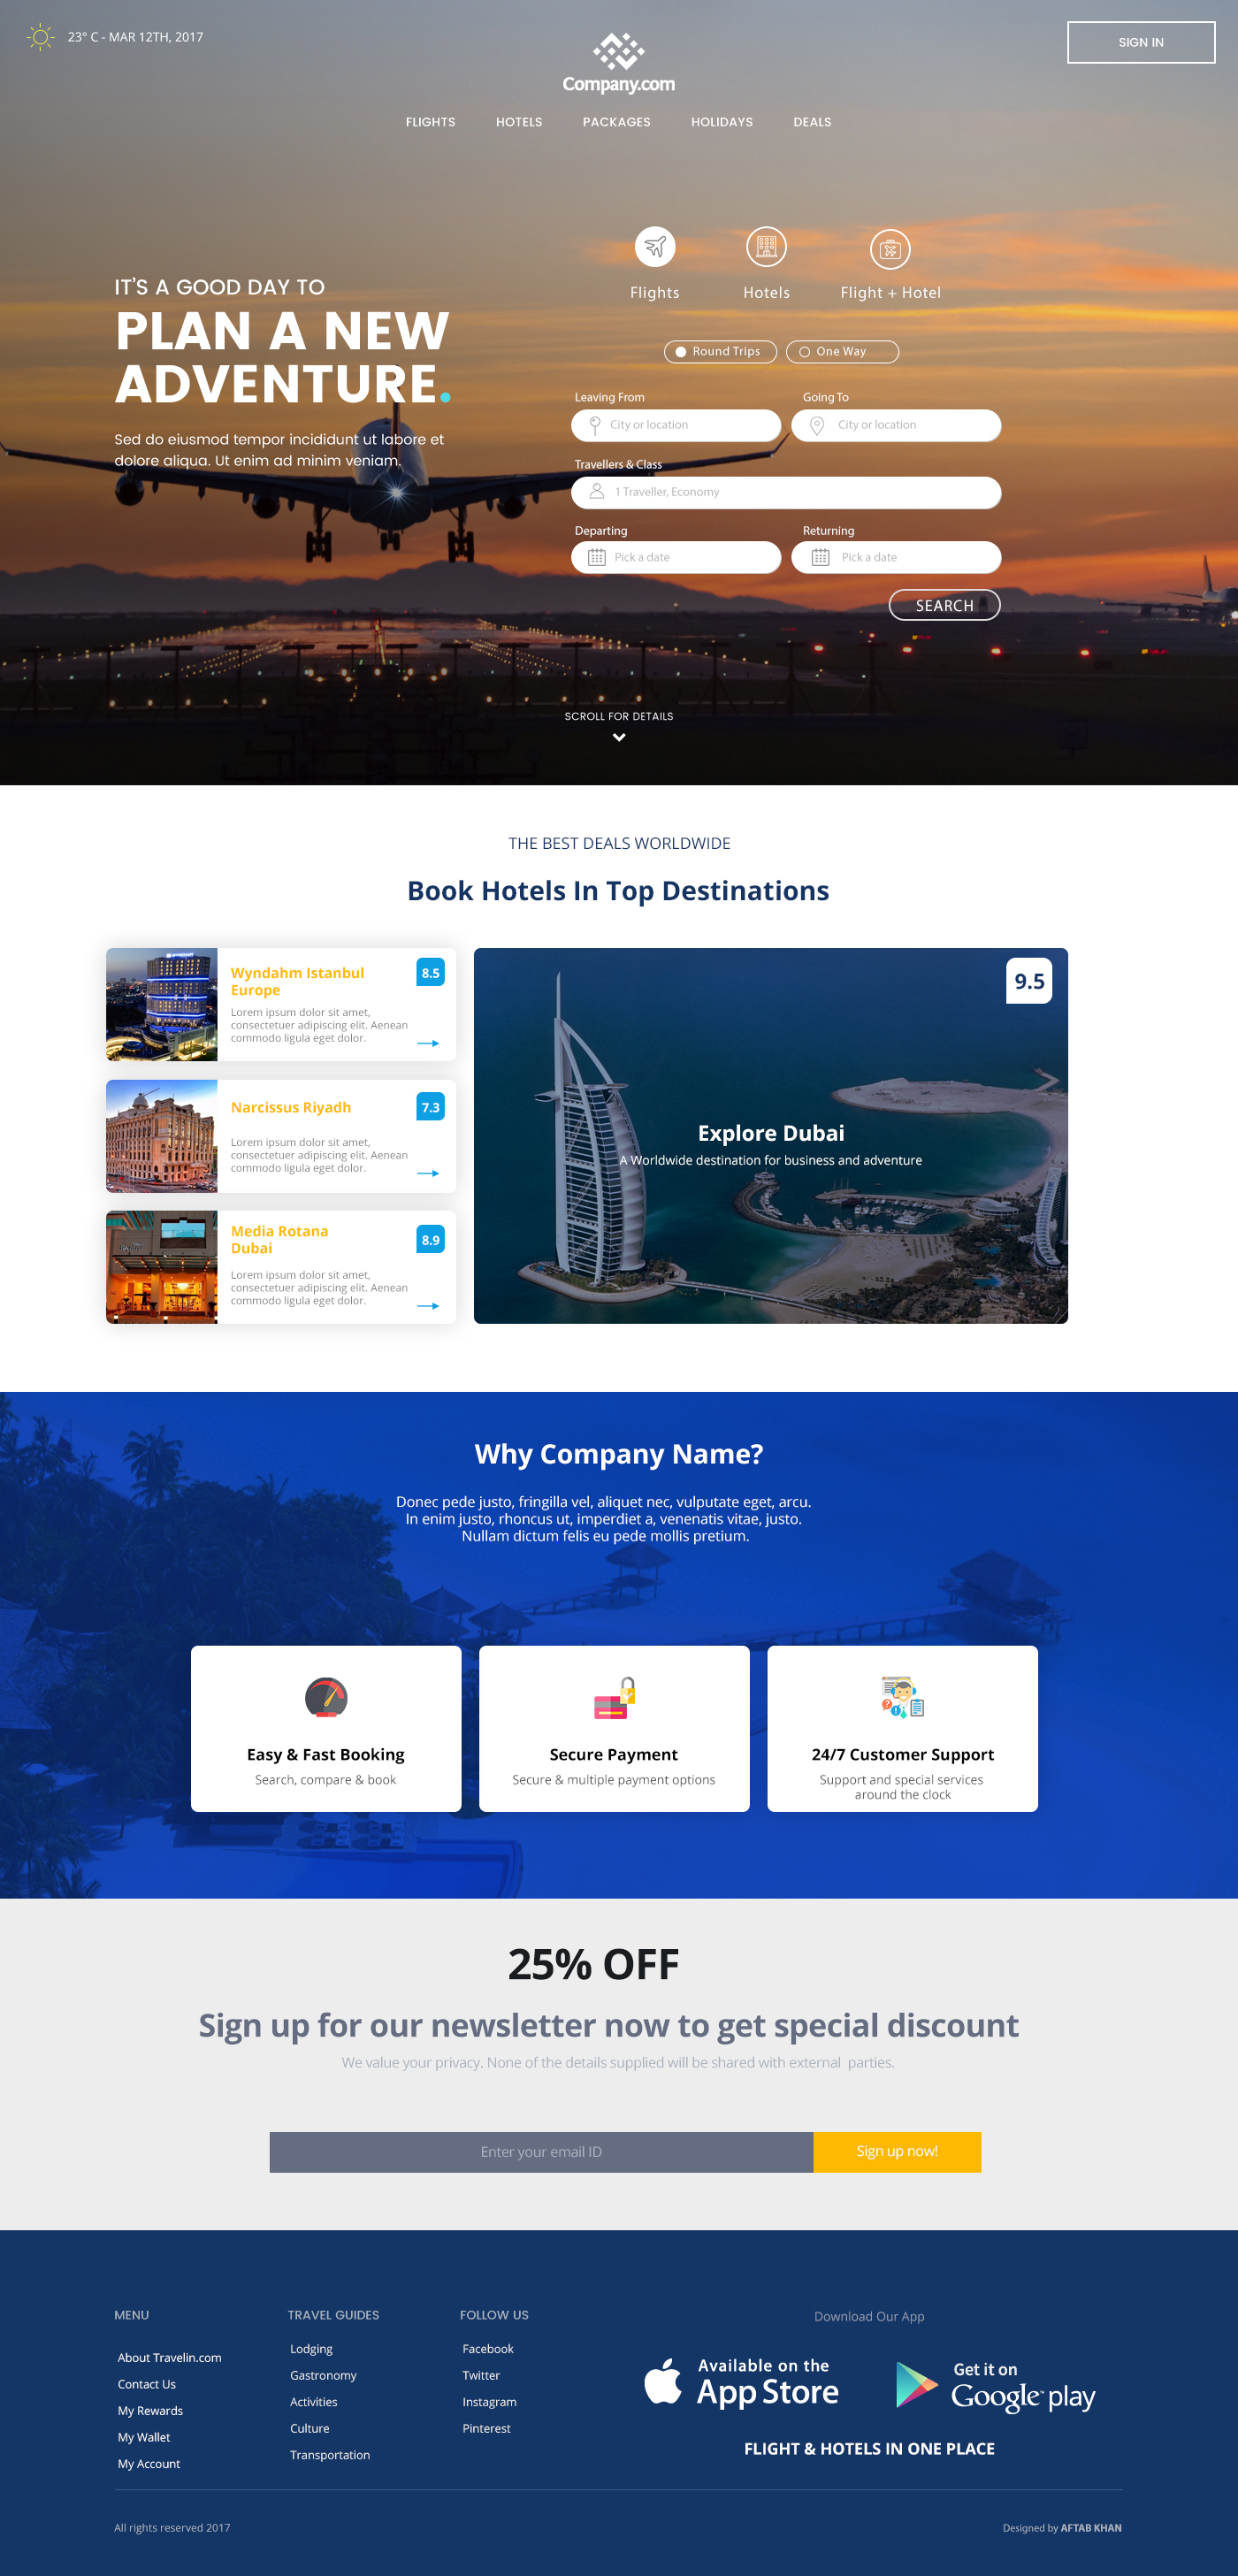 23° C - MAR 12TH, 2017
SIGN IN
Company.com
FLIGHTS HOTELS PACKAGES HOLIDAYS DEALS
IT'S A GOOD DAY TO
PLAN A NEW
ADVENTURE.
Sed do eiusmod tempor incididunt ut labore et
dolore aliqua. Ut enim ad minim veniam.
Flights Hotels Flight + Hotel
Round Trips One Way
Leaving From Going To
City or location City or location
Travellers & Class
1 Traveller, Economy
Departing Returning
Pick a date Pick a date
SEARCH
SCROLL FOR DETAILS
THE BEST DEALS WORLDWIDE
Book Hotels In Top Destinations
Wyndahm Istanbul
Europe
8.5
Lorem ipsum dolor sit amet,
consectetuer adipiscing elit. Aenean
commodo ligula eget dolor.
Narcissus Riyadh
7.3
Lorem ipsum dolor sit amet,
consectetuer adipiscing elit. Aenean
commodo ligula eget dolor.
Media Rotana
Dubai
8.9
Lorem ipsum dolor sit amet,
consectetuer adipiscing elit. Aenean
commodo ligula eget dolor.
9.5
Explore Dubai
A Worldwide destination for business and adventure
Why Company Name?
Donec pede justo, fringilla vel, aliquet nec, vulputate eget, arcu.
In enim justo, rhoncus ut, imperdiet a, venenatis vitae, justo.
Nullam dictum felis eu pede mollis pretium.
Easy & Fast Booking
Search, compare & book
Secure Payment
Secure & multiple payment options
24/7 Customer Support
Support and special services
around the clock
25% OFF
Sign up for our newsletter now to get special discount
We value your privacy. None of the details supplied will be shared with external parties.
Enter your email ID
Sign up now!
MENU
About Travelin.com
Contact Us
My Rewards
My Wallet
My Account
TRAVEL GUIDES
Lodging
Gastronomy
Activities
Culture
Transportation
FOLLOW US
Facebook
Twitter
Instagram
Pinterest
Download Our App
Available on the
App Store
Get it on
Google™ play
FLIGHT & HOTELS IN ONE PLACE
All rights reserved 2017
Designed by AFTAB KHAN